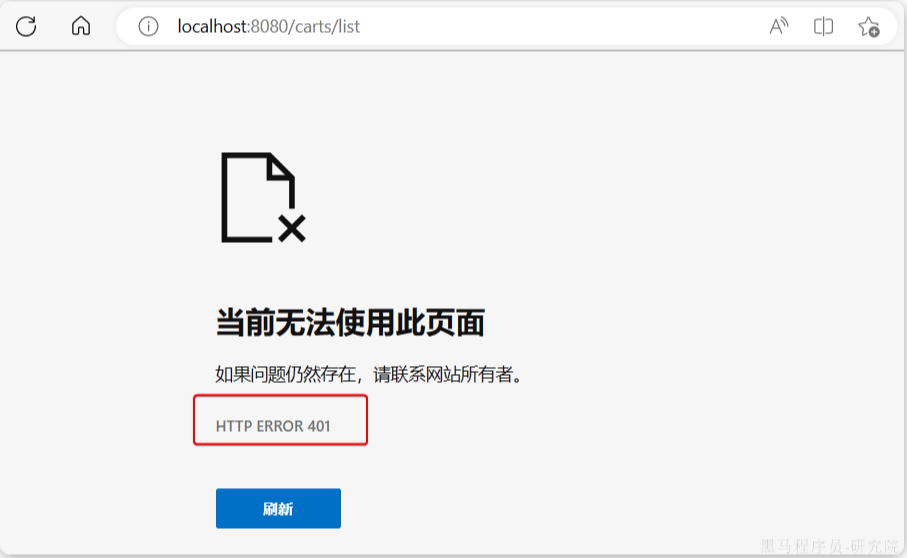 localhost:8080/carts/list
当前无法使用此页面
如果问题仍然存在，请联系网站所有者。
HTTP ERROR 401
刷新
黑马程序员-研究院